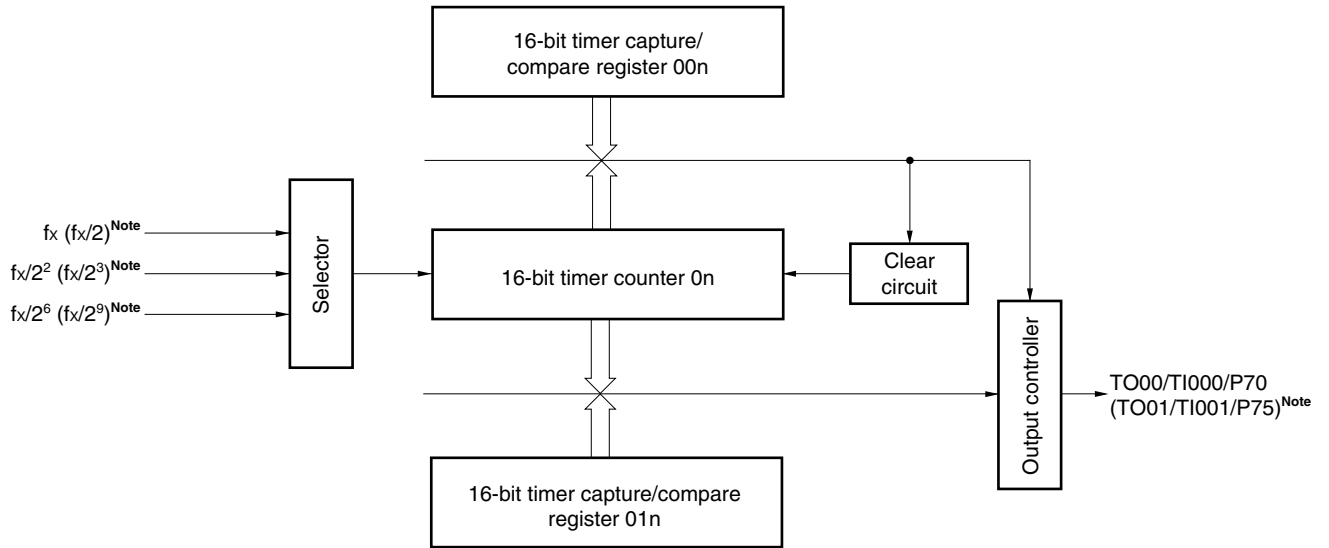 16-bit timer capture/
compare register 00n
fx (fx/2)Note
fx/2² (fx/2³)Note
fx/2⁶ (fx/2⁹)Note
Selector
16-bit timer counter 0n
Clear
circuit
Output controller
TO00/TI000/P70
(TO01/TI001/P75)Note
16-bit timer capture/compare
register 01n